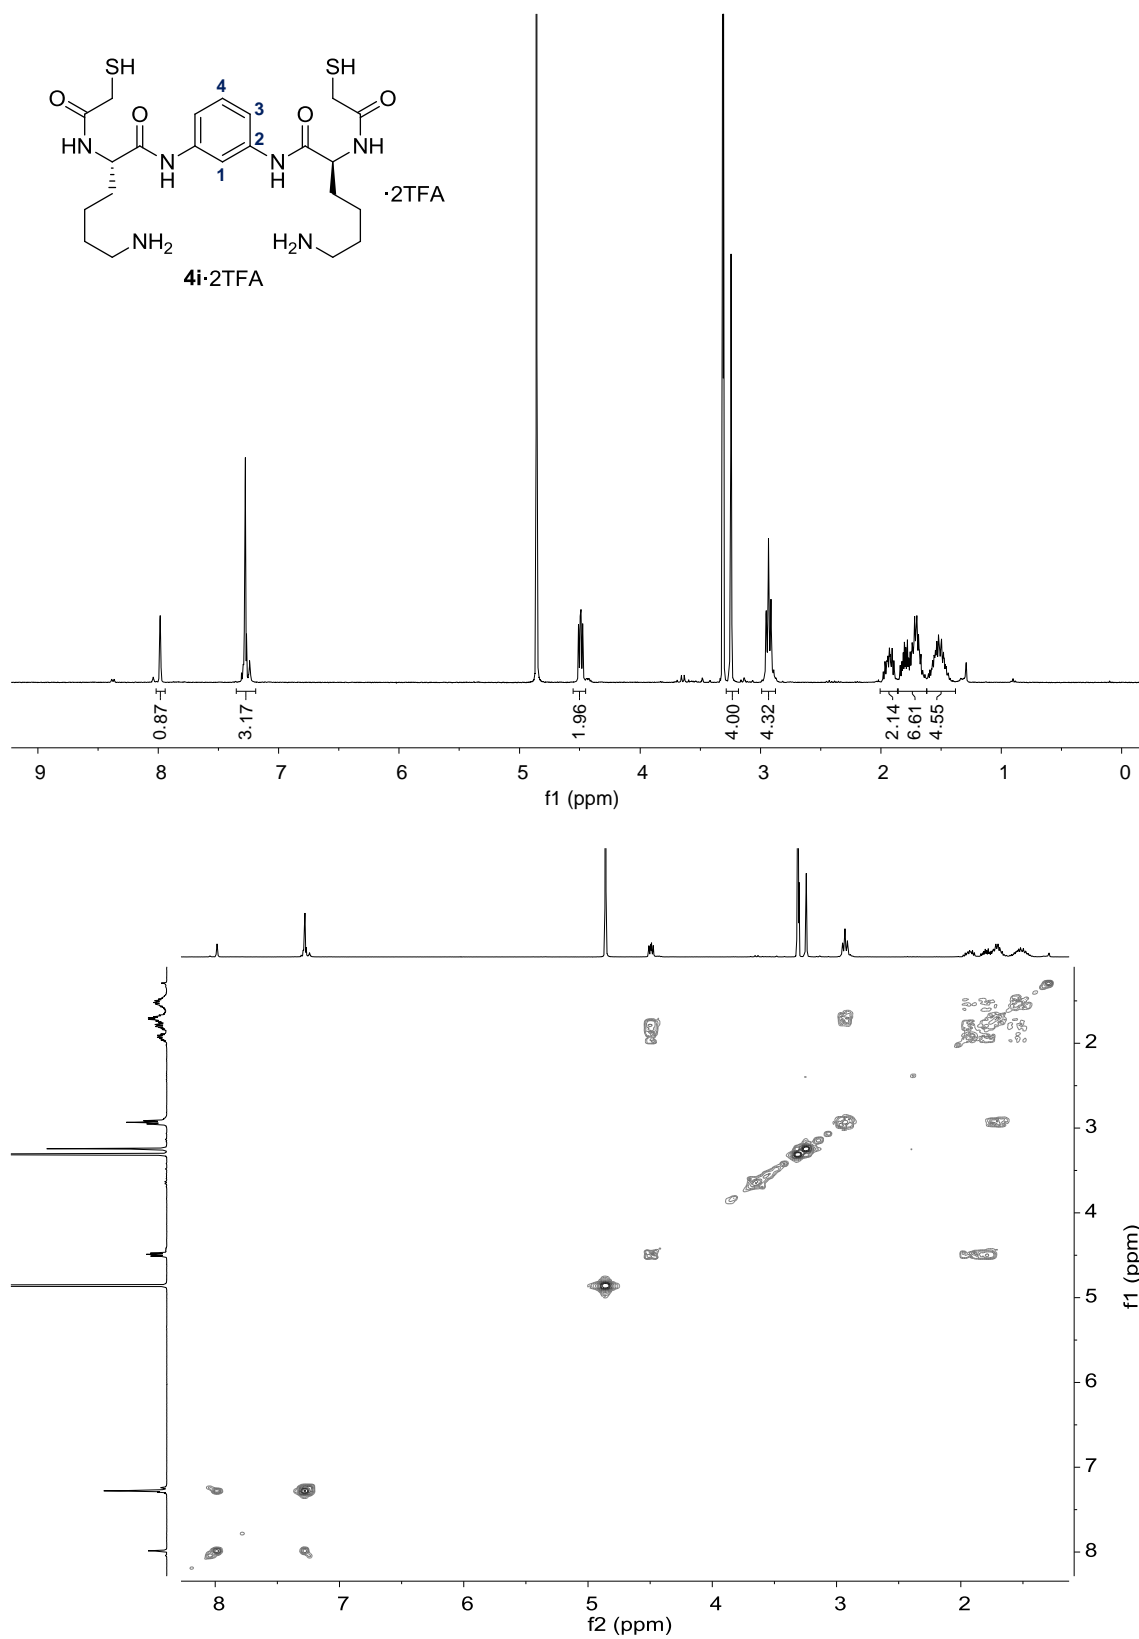 SH
SH
O
4
O
O
3
O
HN
2
NH
N
H
1
N
H
·2TFA
NH2
H2N
4i·2TFA
0.87
3.17
1.96
4.00
4.32
2.14
6.61
4.55
9 8 7 6 5 4 3 2 1 0
f1 (ppm)
2
3
4
5
6
7
8
f1 (ppm)
8 7 6 5 4 3 2
f2 (ppm)